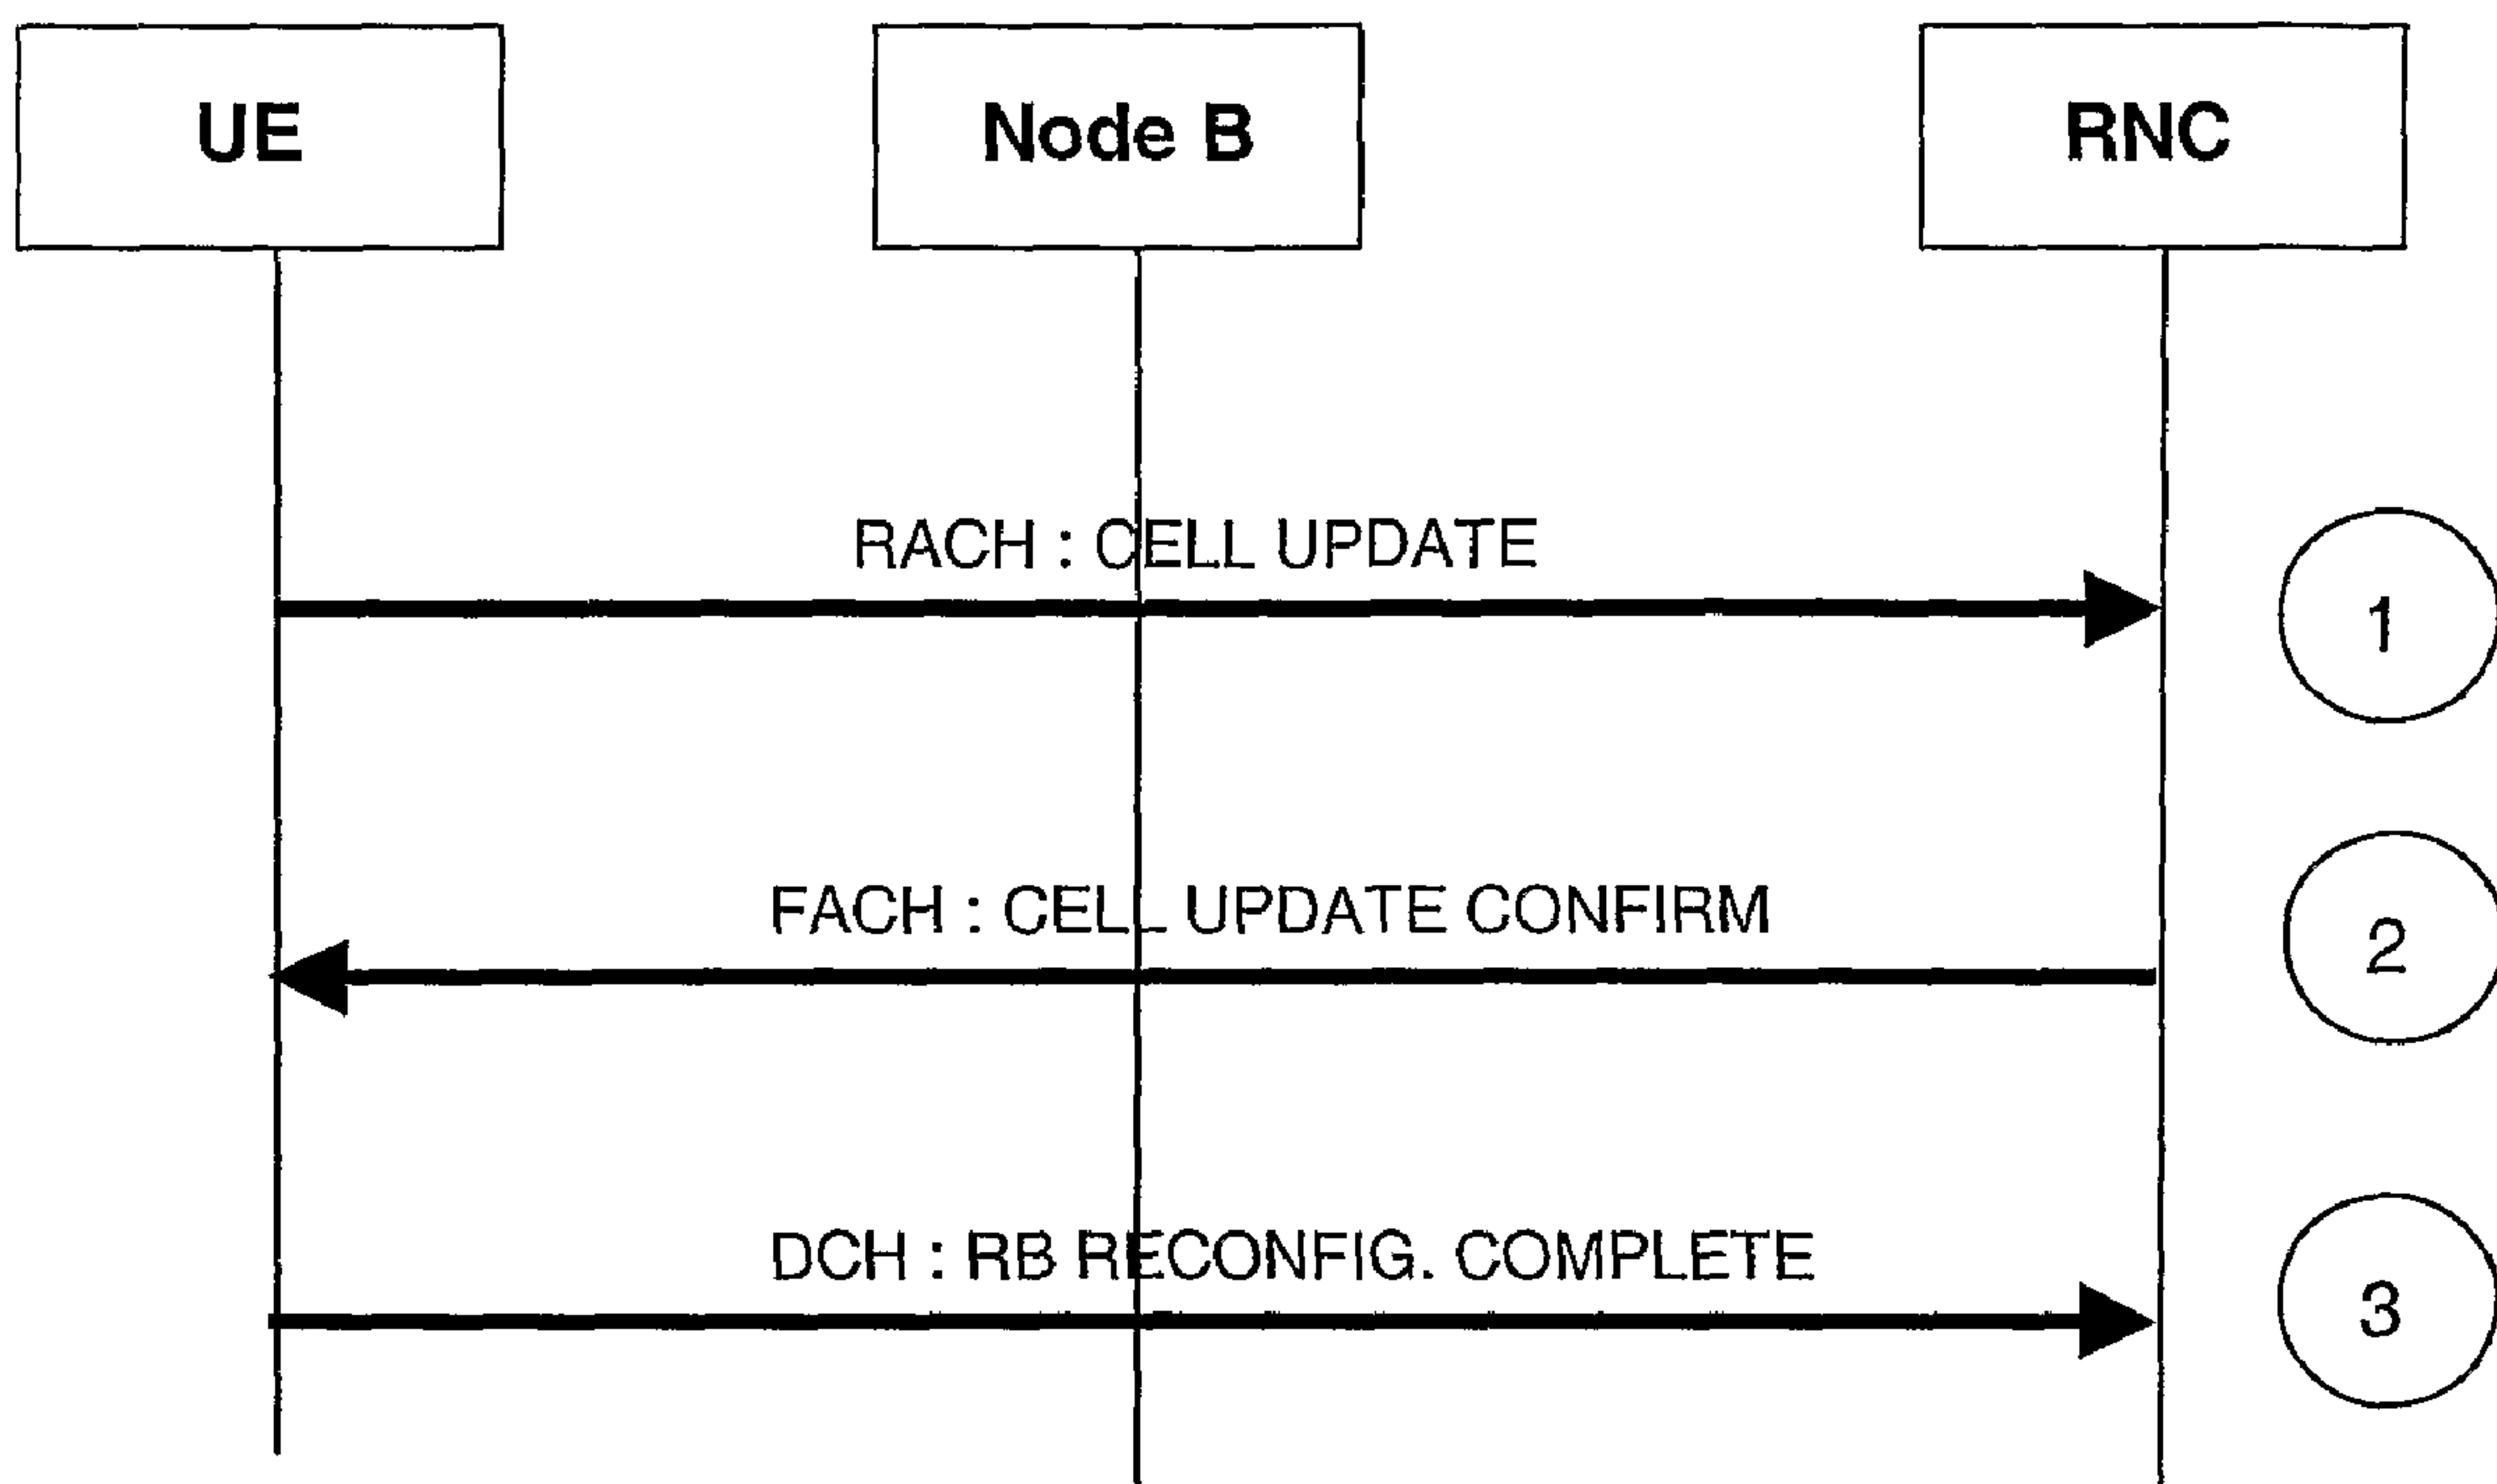 UE
Node B
RNC
RACH : CELL UPDATE
1
FACH : CELL UPDATE CONFIRM
2
DCH : RB RECONFIG. COMPLETE
3